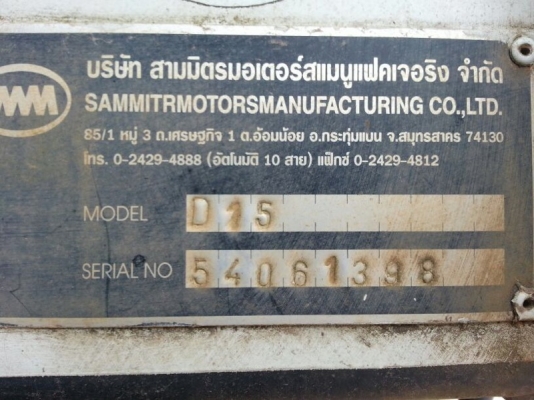 บริษัท สามมิตรมอเตอร์สแมนูแฟคเจอริง จำกัด
SAMMITRMOTORSMANUFACTURING CO.,LTD.
85/1 หมู่ 3 ถ.เศรษฐกิจ 1 ต.อ้อมน้อย อ.กระทุ่มแบน จ.สมุทรสาคร 74130
โทร. 0-2429-4888 (อัตโนมัติ 10 สาย) แฟ๊กซ์ 0-2429-4812
MODEL D15
SERIAL NO 54061398